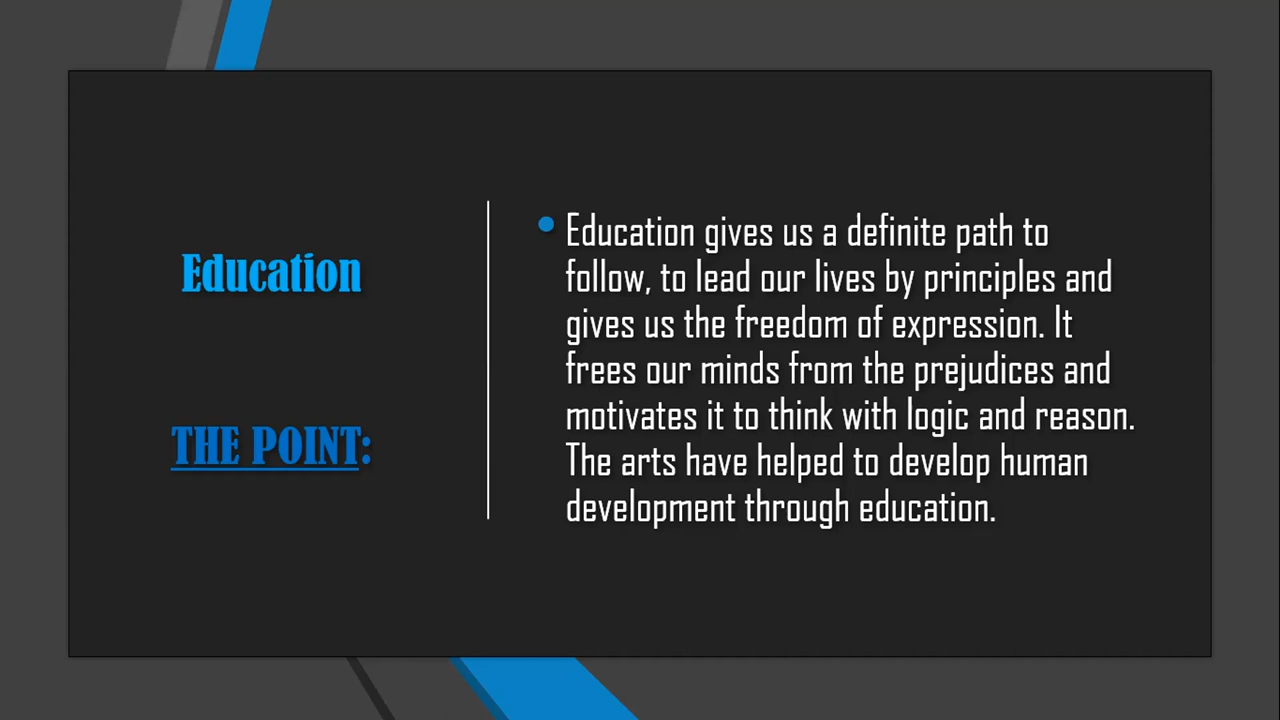 Education
THE POINT:
• Education gives us a definite path to
follow, to lead our lives by principles and
gives us the freedom of expression. It
frees our minds from the prejudices and
motivates it to think with logic and reason.
The arts have helped to develop human
development through education.